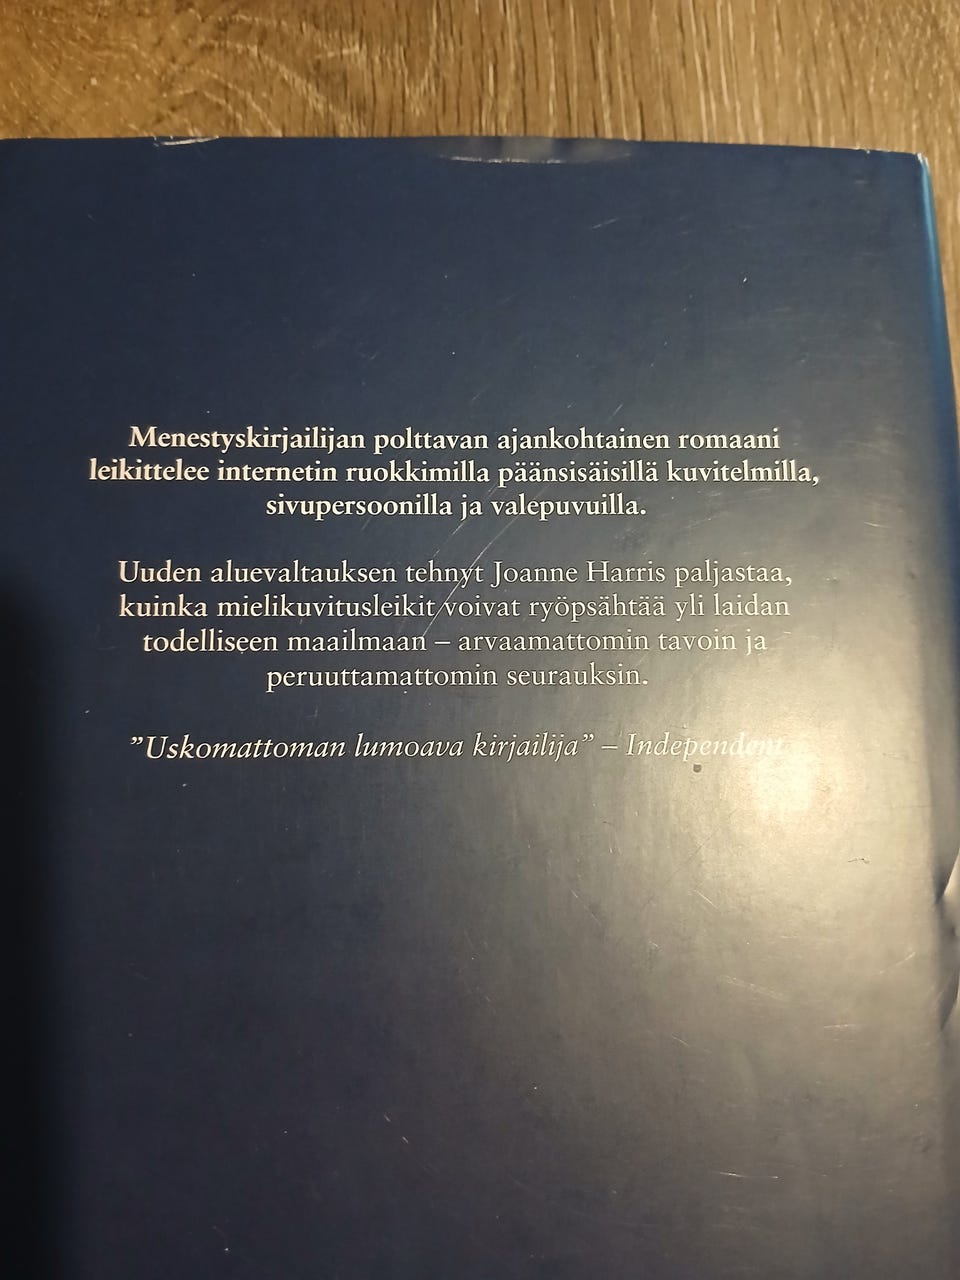 Menestyskirjailijan polttavan ajankohtainen romaani
leikittelee internetin ruokkimilla päänsisäisillä kuvitelmilla,
sivupersoonilla ja valepuvuilla.
Uuden aluevaltauksen tehnyt Joanne Harris paljastaa,
kuinka mielikuvitusleikit voivat ryöpsähtää yli laidan
todelliseen maailmaan – arvaamattomin tavoin ja
peruuttamattomin seurauksin.
”Uskomattoman lumoava kirjailija” – Independent